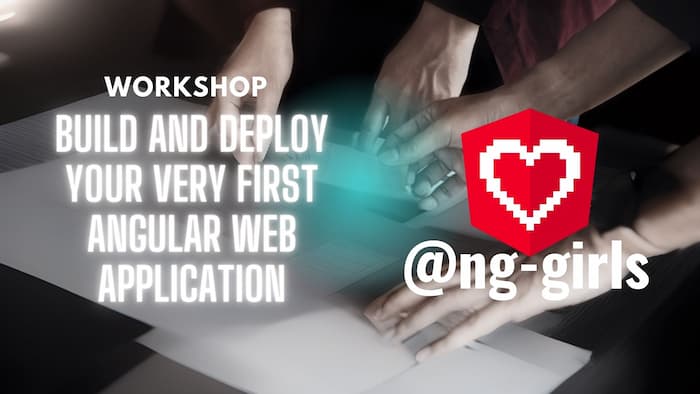 WORKSHOP
BUILD AND DEPLOY
YOUR VERY FIRST
ANGULAR WEB
APPLICATION
@ng-girls